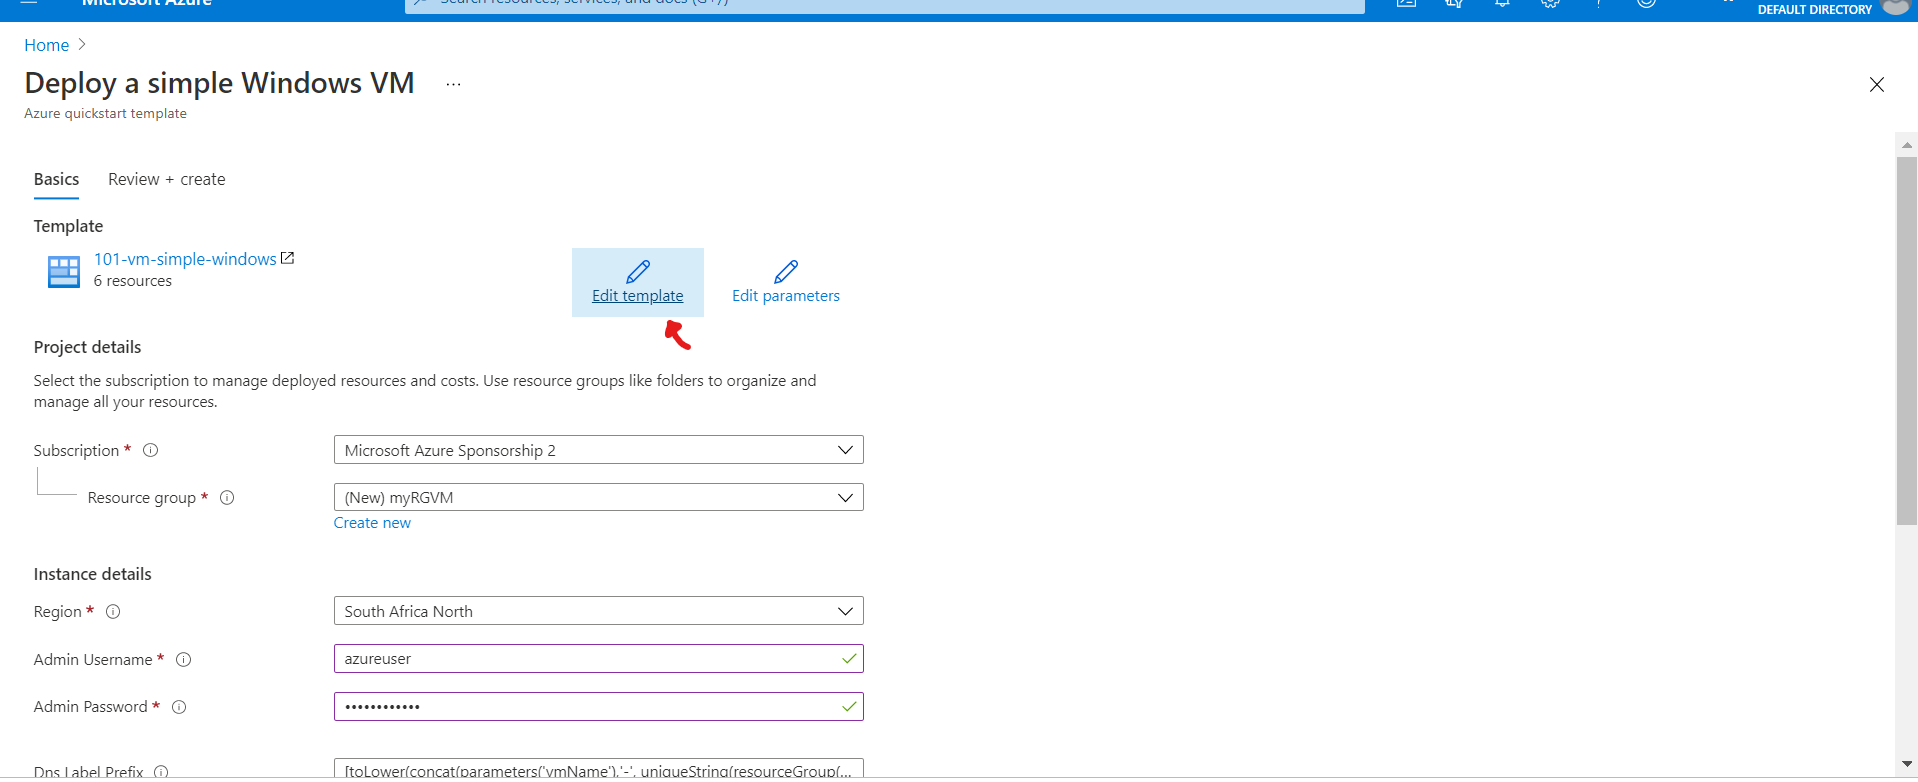 Microsoft Azure
Search resources, services, and docs (G+/)
DEFAULT DIRECTORY
Home
Deploy a simple Windows VM
...
Azure quickstart template
Basics
Review + create
Template
101-vm-simple-windows
6 resources
Edit template
Edit parameters
Project details
Select the subscription to manage deployed resources and costs. Use resource groups like folders to organize and
manage all your resources.
Subscription *
Microsoft Azure Sponsorship 2
Resource group *
(New) myRGVM
Create new
Instance details
Region *
South Africa North
Admin Username *
azureuser
Admin Password *
••••••••••••
Dns Label Prefix
[toLower(concat(parameters('vmName'),'-', uniqueString(resourceGroup(...